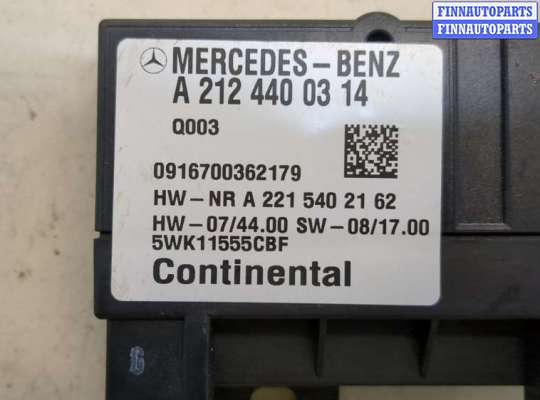 FINNAUTOPARTS
FINNAUTOPARTS
MERCEDES-BENZ
A 212 440 03 14
Q003
0916700362179
HW-NR A 221 540 21 62
HW-07/44.00 SW-08/17.00
5WK11555CBF
Continental